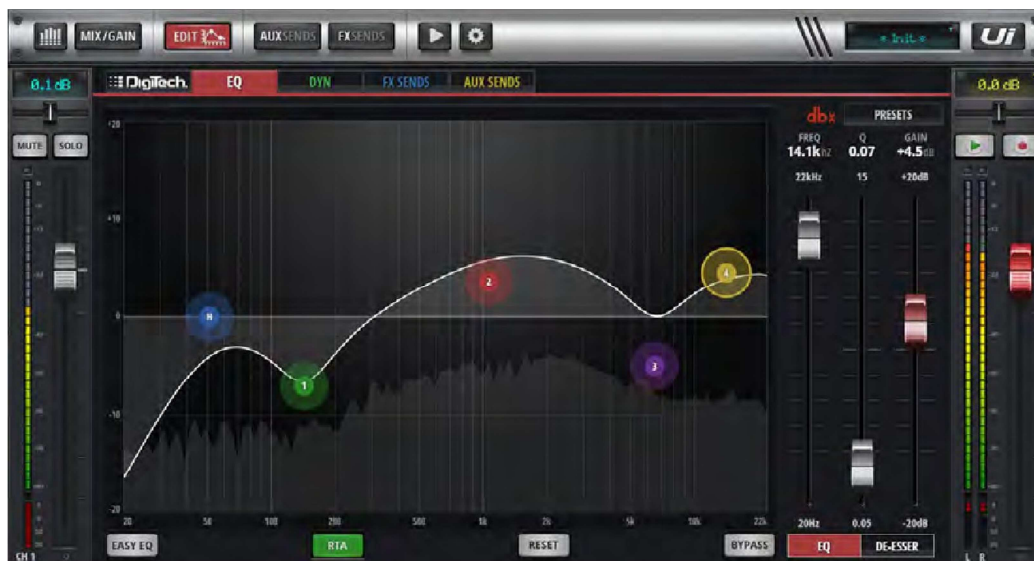 MIX/GAIN EDIT AUXSENDS FXSENDS « Init « Ui
0.1 dB DigiTech. EQ DYN FX SENDS AUX SENDS 0.0 dB
dbx PRESETS
MUTE SOLO
FREQ Q GAIN
14.1khz 0.07 +4.5dB
22kHz 15 +20dB
+20
+10
0
-10
-20
H 1 2 3 4
20 50 100 200 500 1k 2k 5k 10k 22k
20Hz 0.05 -20dB
EASY EQ RTA RESET BYPASS EQ DE-ESSER
CH 1 L R